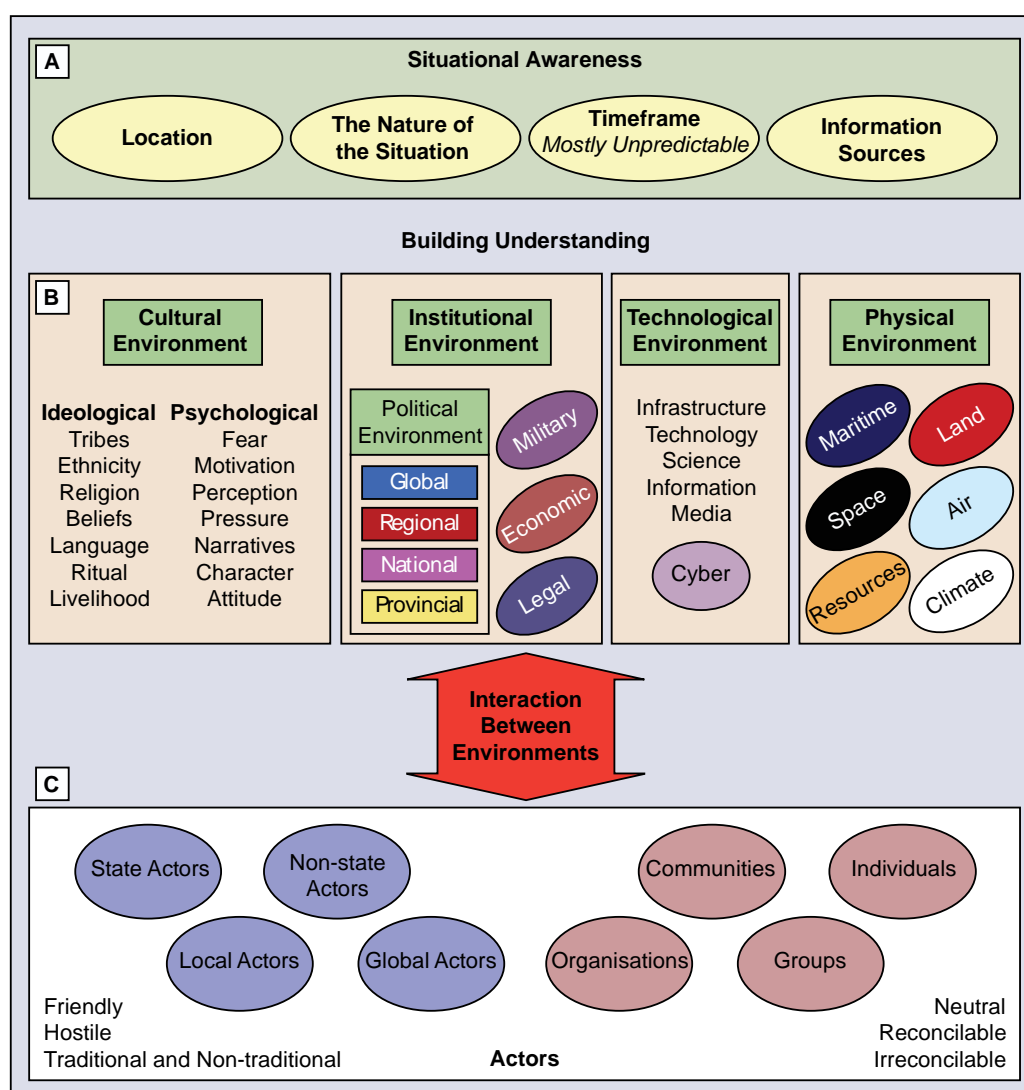 A
Situational Awareness
Location
The Nature of
the Situation
Timeframe
Mostly Unpredictable
Information
Sources
Building Understanding
B
Cultural
Environment
Ideological
Tribes
Ethnicity
Religion
Beliefs
Language
Ritual
Livelihood
Psychological
Fear
Motivation
Perception
Pressure
Narratives
Character
Attitude
Institutional
Environment
Political
Environment
Global
Regional
National
Provincial
Military
Economic
Legal
Technological
Environment
Infrastructure
Technology
Science
Information
Media
Cyber
Physical
Environment
Maritime
Land
Space
Air
Resources
Climate
Interaction
Between
Environments
C
State Actors
Non-state
Actors
Local Actors
Global Actors
Communities
Individuals
Organisations
Groups
Friendly
Hostile
Traditional and Non-traditional
Actors
Neutral
Reconcilable
Irreconcilable